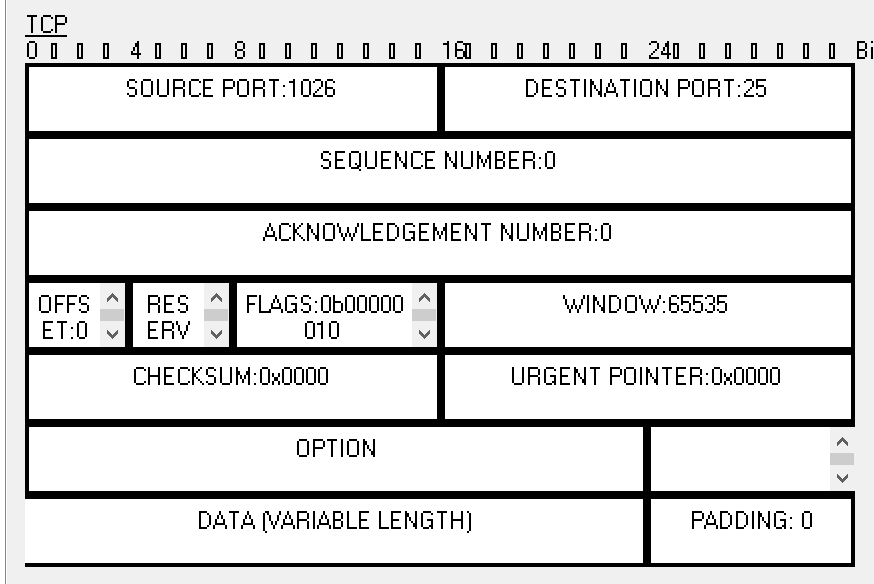 TCP
0 4 8 16 24 Bi
SOURCE PORT:1026 DESTINATION PORT:25
SEQUENCE NUMBER:0
ACKNOWLEDGEMENT NUMBER:0
OFFS RES FLAGS:0b00000 WINDOW:65535
ET:0 ERV 010
CHECKSUM:0x0000 URGENT POINTER:0x0000
OPTION
DATA (VARIABLE LENGTH) PADDING: 0